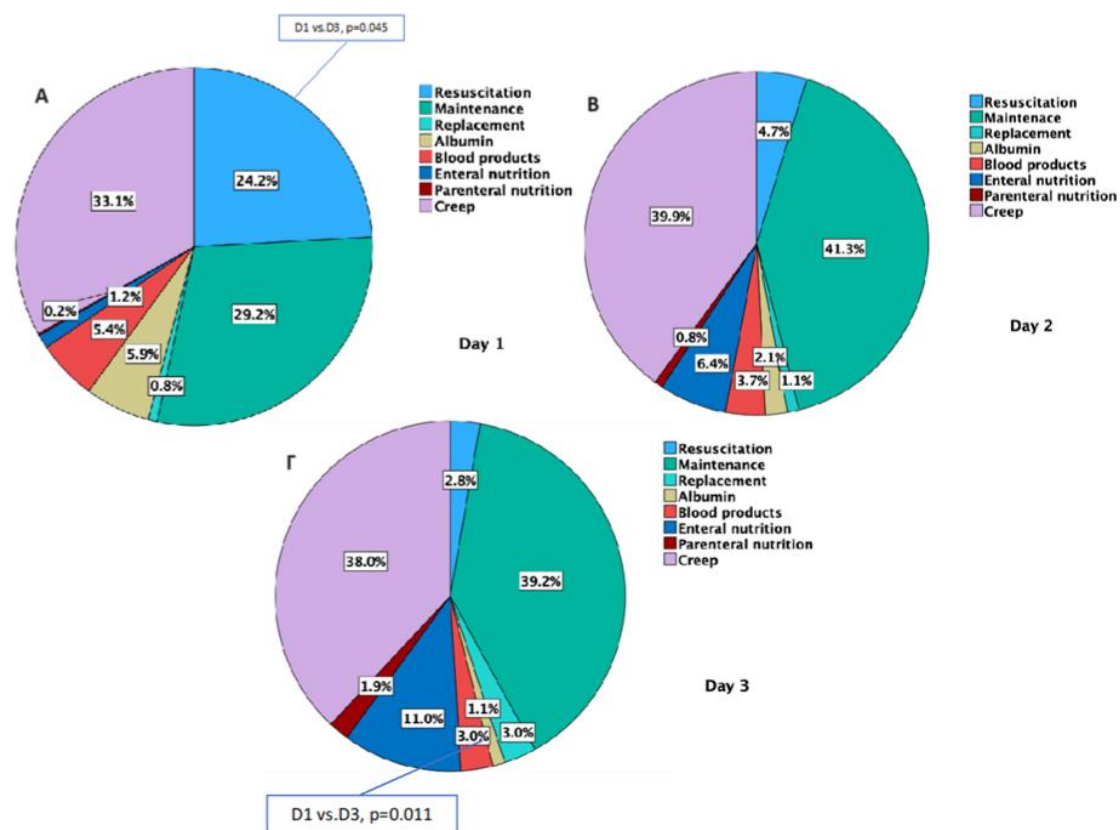 D1 vs.D3, p=0.045
A
Resuscitation
Maintenance
Replacement
Albumin
Blood products
Enteral nutrition
Parenteral nutrition
Creep
24.2%
33.1%
29.2%
0.2%
1.2%
5.4%
5.9%
0.8%
Day 1
B
Resuscitation
Maintenace
Replacement
Albumin
Blood products
Enteral nutrition
Parenteral nutrition
Creep
4.7%
39.9%
41.3%
0.8%
6.4%
3.7%
2.1%
1.1%
Day 2
Γ
Resuscitation
Maintenance
Replacement
Albumin
Blood products
Enteral nutrition
Parenteral nutrition
Creep
2.8%
38.0%
39.2%
1.9%
11.0%
3.0%
1.1%
3.0%
Day 3
D1 vs.D3, p=0.011